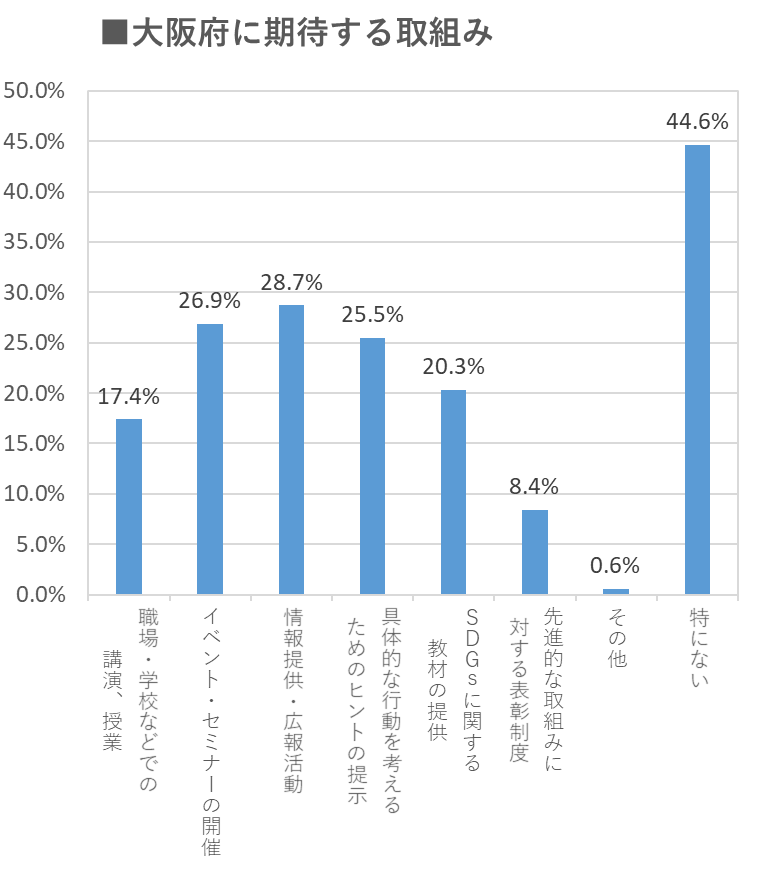 ■大阪府に期待する取組み
50.0%
45.0%
40.0%
35.0%
30.0%
25.0%
20.0%
15.0%
10.0%
5.0%
0.0%
17.4%
26.9%
28.7%
25.5%
20.3%
8.4%
0.6%
44.6%
職場・学校などでの
講演、授業
イベント・セミナーの開催
情報提供・広報活動
具体的な行動を考える
ためのヒントの提示
ＳＤＧｓに関する
教材の提供
先進的な取組みに
対する表彰制度
その他
特にない